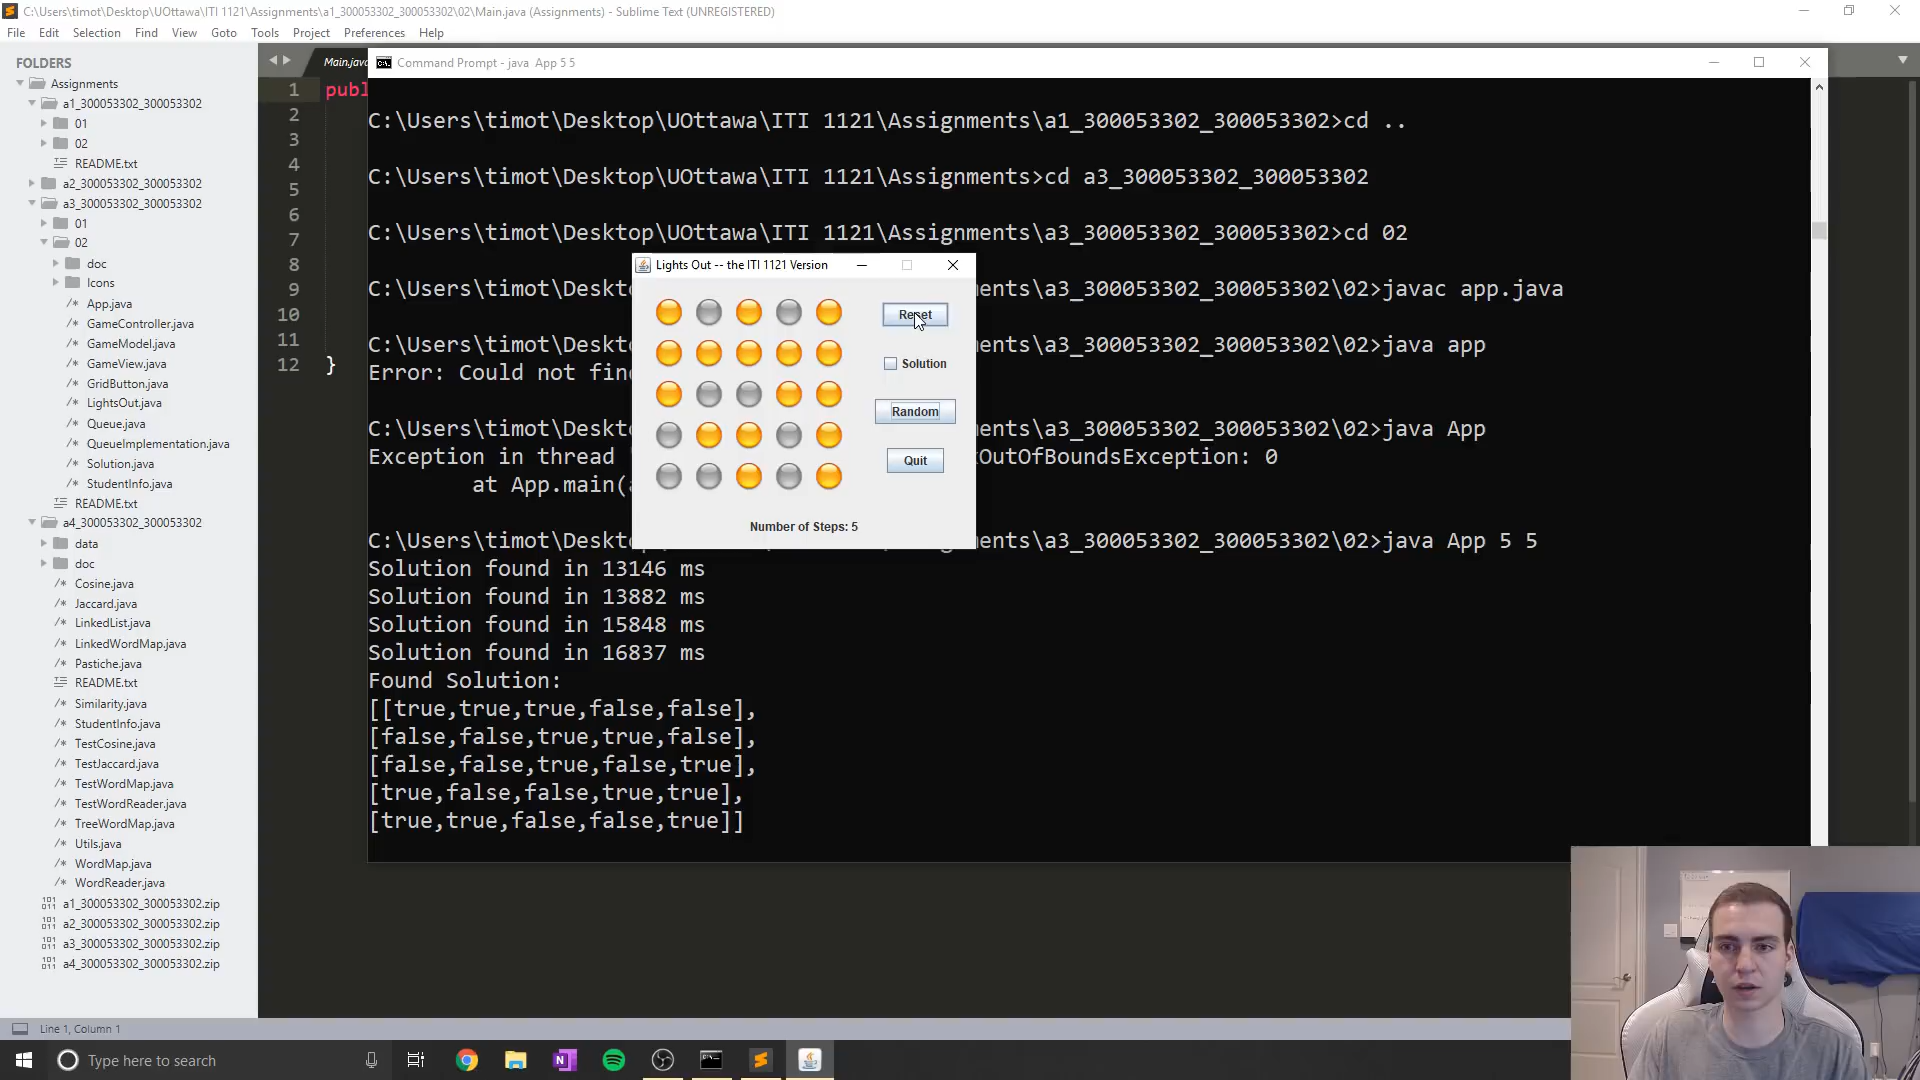 C:\Users\timot\Desktop\UOttawa\ITI 1121\Assignments\a1_300053302_300053302\02\Main.java (Assignments) - Sublime Text (UNREGISTERED)
File Edit Selection Find View Goto Tools Project Preferences Help
FOLDERS
Assignments
a1_300053302_300053302
01
02
README.txt
a2_300053302_300053302
a3_300053302_300053302
01
02
doc
Icons
App.java
GameController.java
GameModel.java
GameView.java
GridButton.java
LightsOut.java
Queue.java
QueueImplementation.java
Solution.java
StudentInfo.java
README.txt
a4_300053302_300053302
data
doc
Cosine.java
Jaccard.java
LinkedList.java
LinkedWordMap.java
Pastiche.java
README.txt
Similarity.java
StudentInfo.java
TestCosine.java
TestJaccard.java
TestWordMap.java
TestWordReader.java
TreeWordMap.java
Utils.java
WordMap.java
WordReader.java
a1_300053302_300053302.zip
a2_300053302_300053302.zip
a3_300053302_300053302.zip
a4_300053302_300053302.zip
Main.java
1 publ
2
3
4
5
6
7
8
9
10
11
12 }
Command Prompt - java App 5 5
C:\Users\timot\Desktop\UOttawa\ITI 1121\Assignments\a1_300053302_300053302>cd ..
C:\Users\timot\Desktop\UOttawa\ITI 1121\Assignments>cd a3_300053302_300053302
C:\Users\timot\Desktop\UOttawa\ITI 1121\Assignments\a3_300053302_300053302>cd 02
C:\Users\timot\Deskt ments\a3_300053302_300053302\02>javac app.java
C:\Users\timot\Deskt ments\a3_300053302_300053302\02>java app
Error: Could not fin
C:\Users\timot\Deskt ments\a3_300053302_300053302\02>java App
Exception in thread xOutOfBoundsException: 0
at App.main(
C:\Users\timot\Deskt ments\a3_300053302_300053302\02>java App 5 5
Solution found in 13146 ms
Solution found in 13882 ms
Solution found in 15848 ms
Solution found in 16837 ms
Found Solution:
[[true,true,true,false,false],
[false,false,true,true,false],
[false,false,true,false,true],
[true,false,false,true,true],
[true,true,false,false,true]]
Lights Out -- the ITI 1121 Version
Reset
Solution
Random
Quit
Number of Steps: 5
Line 1, Column 1
Type here to search